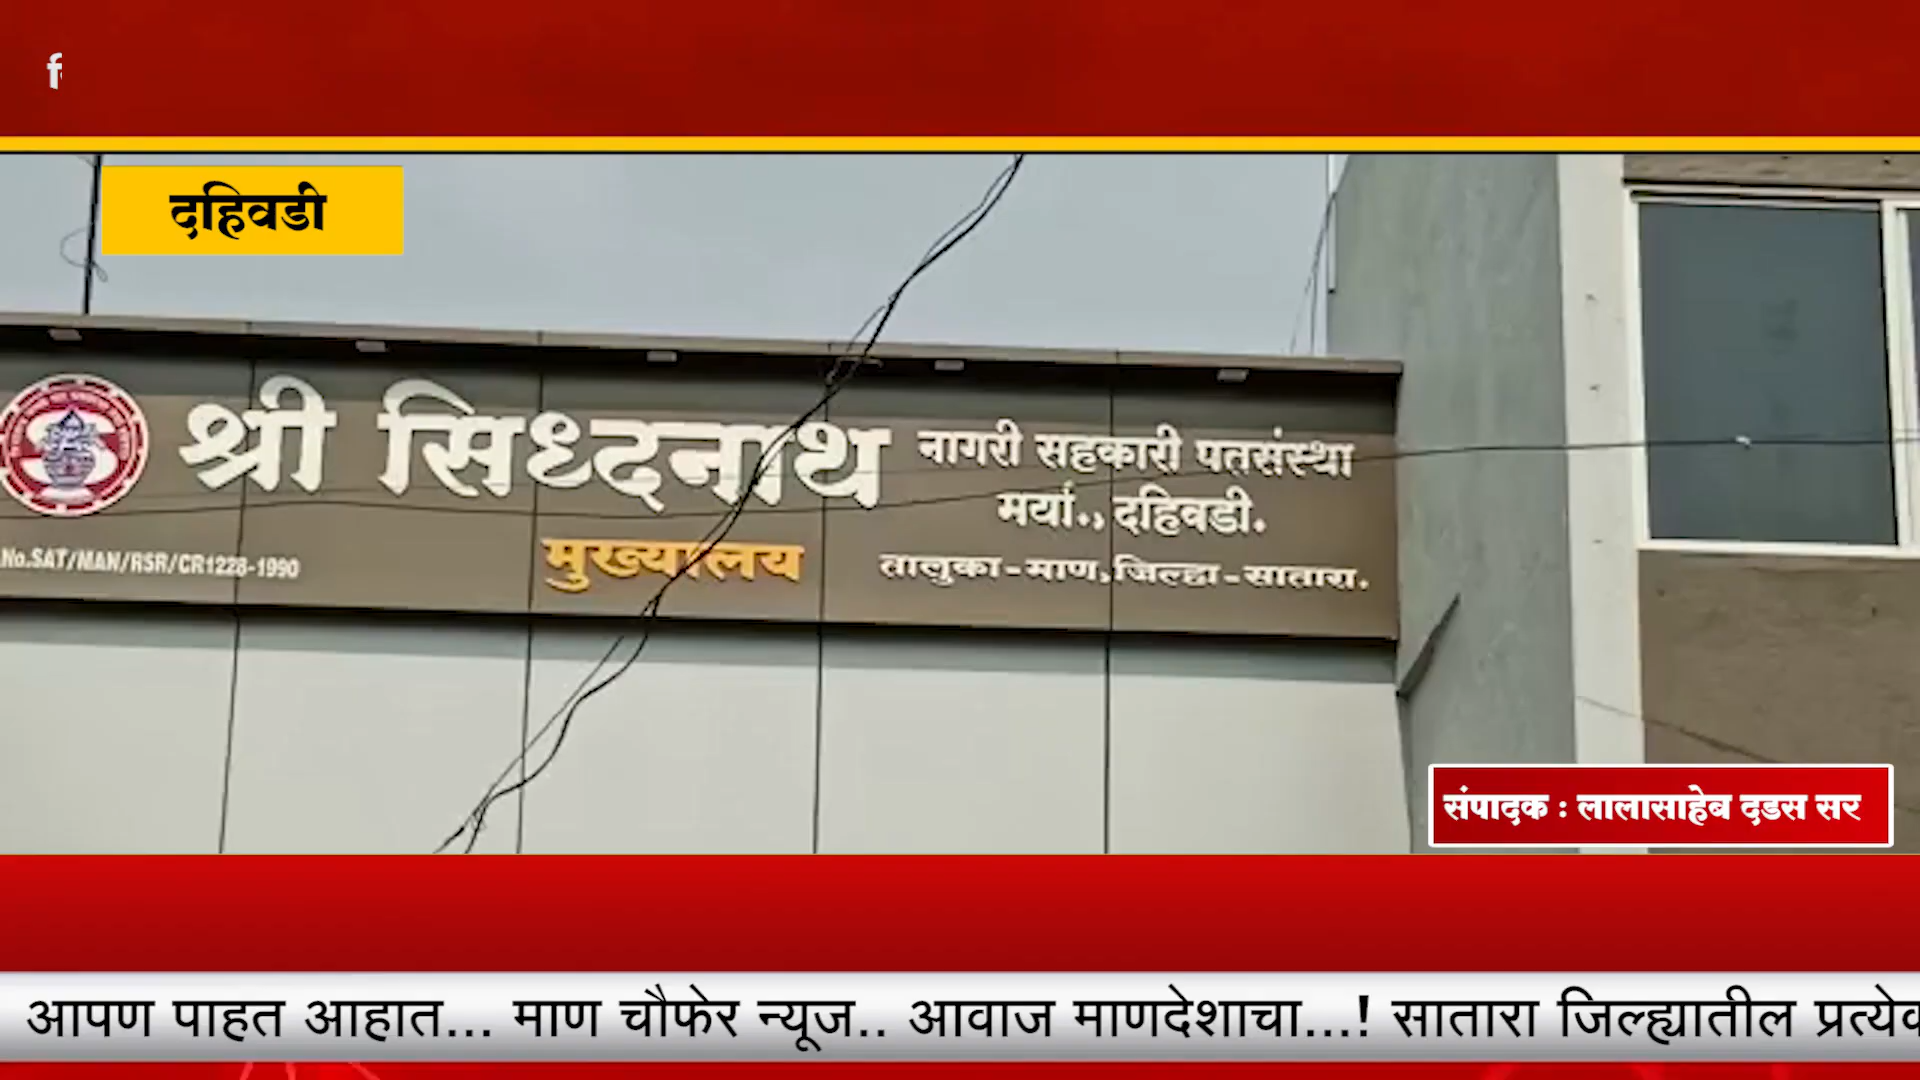 दहिवडी
श्री सिध्दनाथ
नागरी सहकारी पतसंस्था
मर्या., दहिवडी.
No.SAT/MAN/RSR/CR1228-1990
मुख्यालय
तालुका-माण,जिल्हा-सातारा.
संपादक : लालासाहेब दडस सर
आपण पाहत आहात... माण चौफेर न्यूज.. आवाज माणदेशाचा...! सातारा जिल्ह्यातील